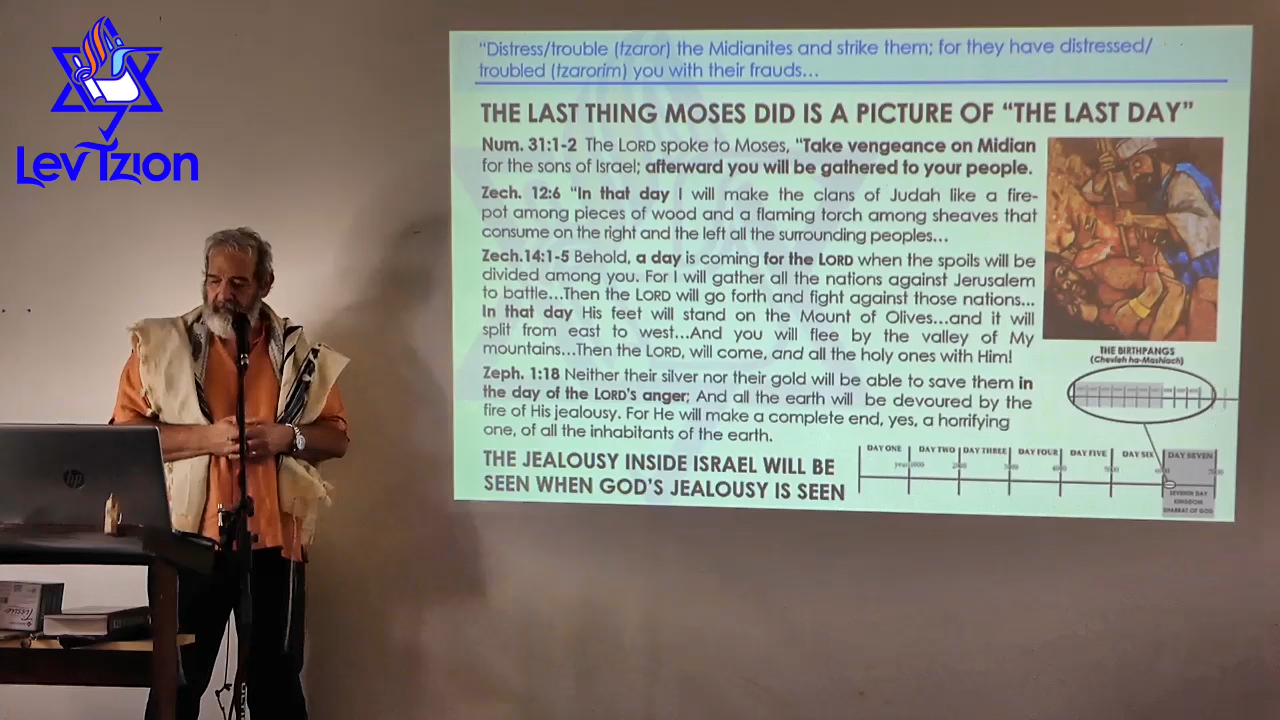 Lev Tzion
"Distress/trouble (tzaror) the Midianites and strike them; for they have distressed/
troubled (tzarorim) you with their frauds...
THE LAST THING MOSES DID IS A PICTURE OF "THE LAST DAY"
Num. 31:1-2 The LORD spoke to Moses, "Take vengeance on Midian
for the sons of Israel; afterward you will be gathered to your people.
Zech. 12:6 "In that day I will make the clans of Judah like a fire-
pot among pieces of wood and a flaming torch among sheaves that
consume on the right and the left all the surrounding peoples...
Zech.14:1-5 Behold, a day is coming for the LORD when the spoils will be
divided among you. For I will gather all the nations against Jerusalem
to battle...Then the LORD will go forth and fight against those nations...
In that day His feet will stand on the Mount of Olives...and it will
split from east to west...And you will flee by the valley of My
mountains...Then the LORD, will come, and all the holy ones with Him!
Zeph. 1:18 Neither their silver nor their gold will be able to save them in
the day of the LORD's anger; And all the earth will be devoured by the
fire of His jealousy. For He will make a complete end, yes, a horrifying
one, of all the inhabitants of the earth.
THE JEALOUSY INSIDE ISRAEL WILL BE
SEEN WHEN GOD'S JEALOUSY IS SEEN
THE BIRTHPANGS
(Chevleh ha-Mashiach)
DAY ONE DAY TWO DAY THREE DAY FOUR DAY FIVE DAY SIX DAY SEVEN
SEVENTH DAY
KINGDOM
SHABBAT OF GOD
hp
Tissue